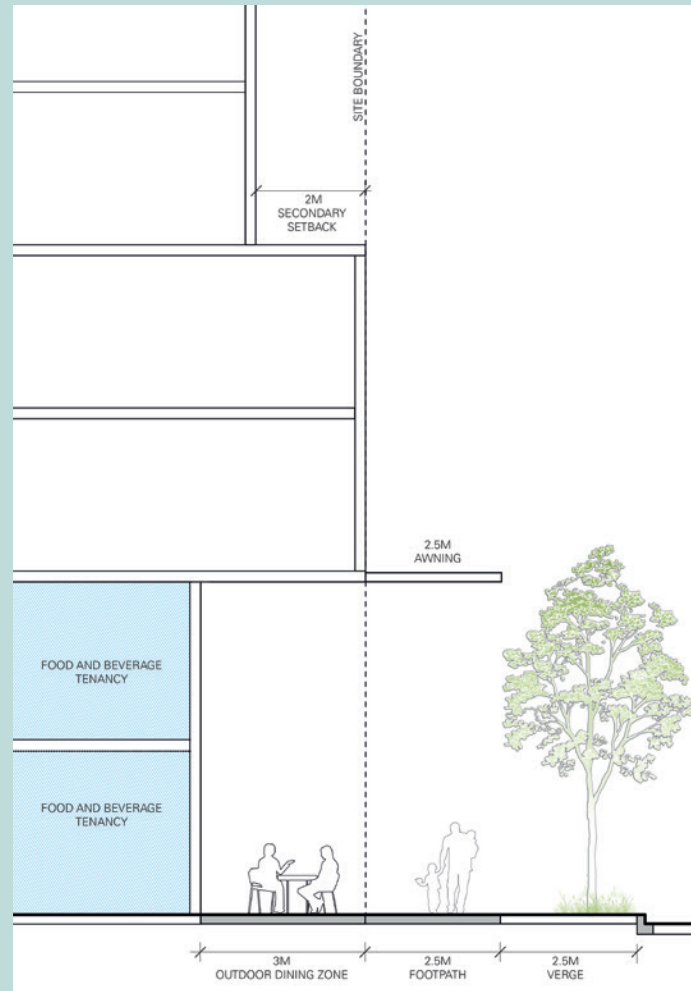 SITE BOUNDARY
2M
SECONDARY
SETBACK
2.5M
AWNING
FOOD AND BEVERAGE
TENANCY
FOOD AND BEVERAGE
TENANCY
3M
OUTDOOR DINING ZONE
2.5M
FOOTPATH
2.5M
VERGE